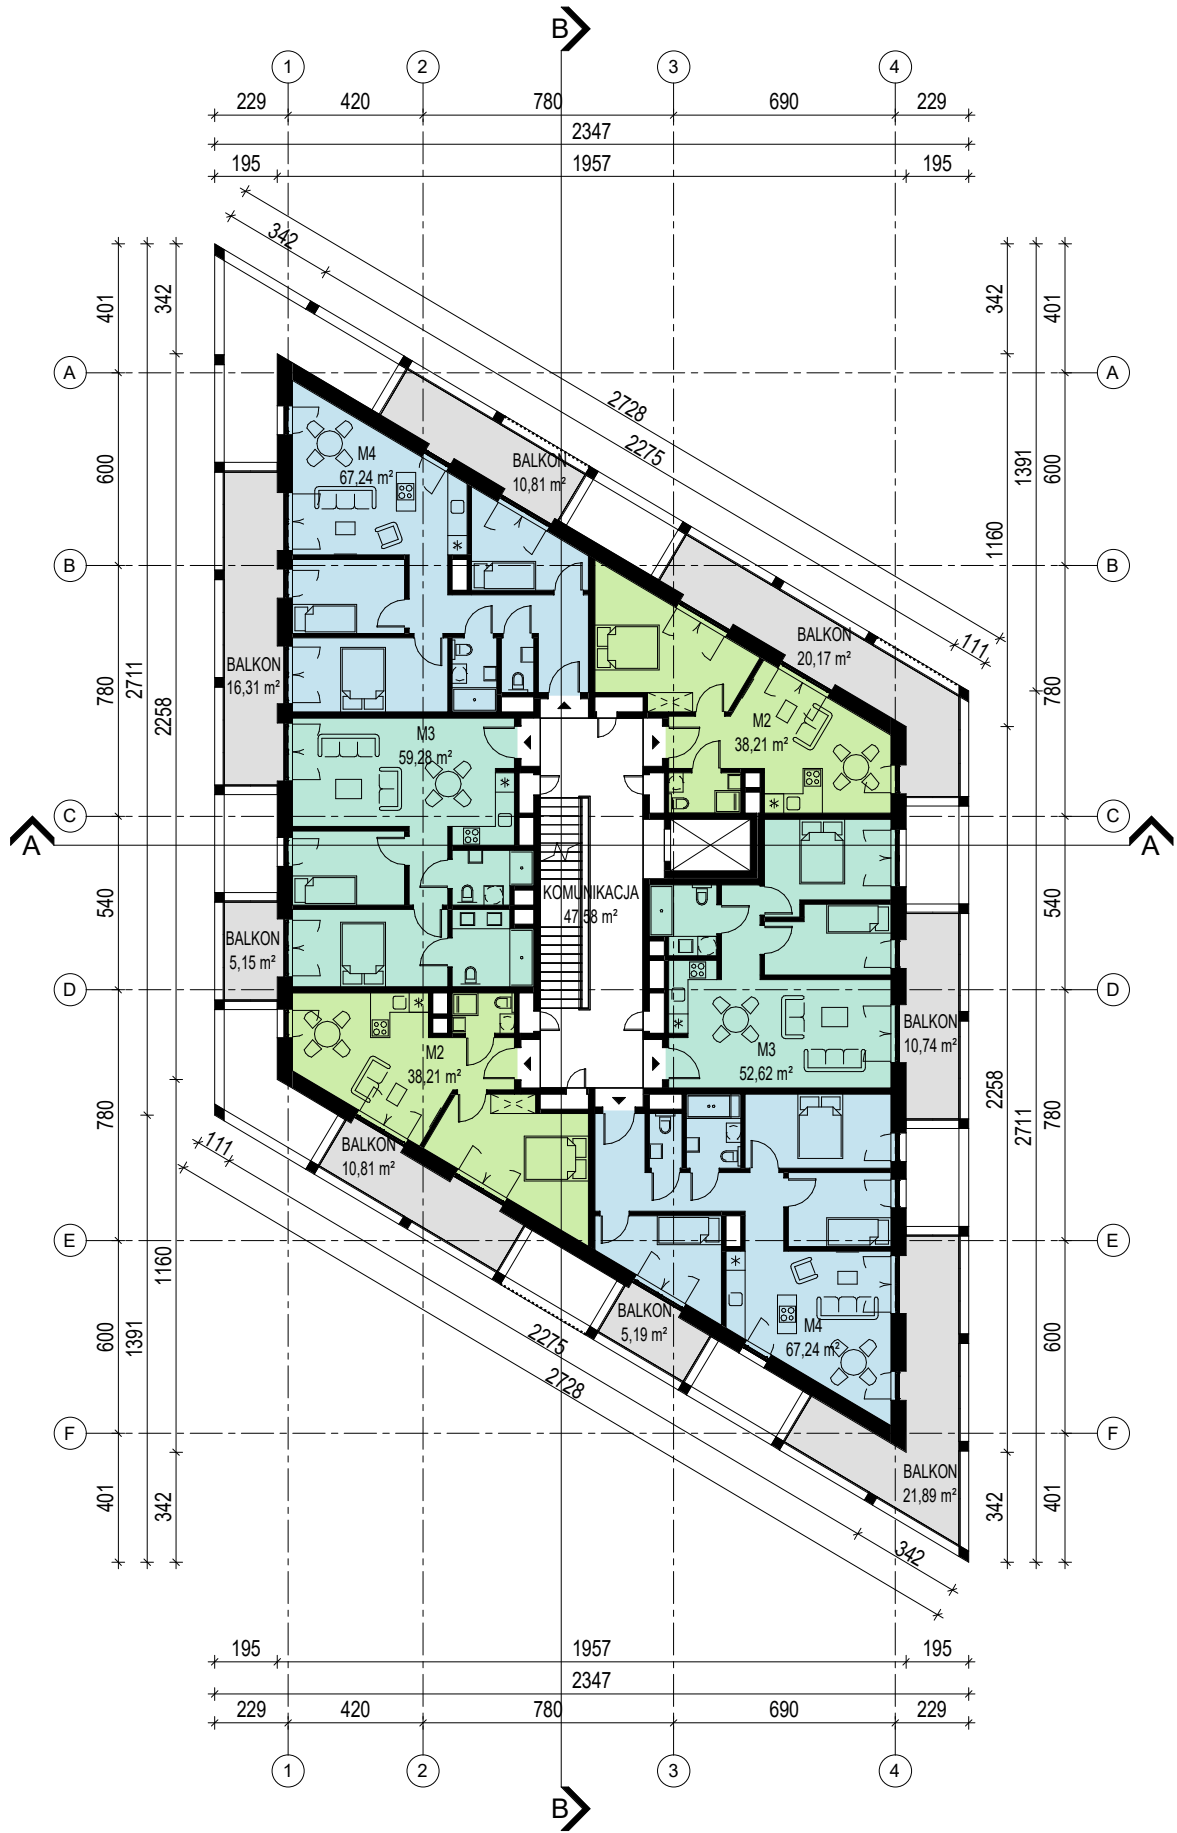 B
1 2 3 4
229 420 780 690 229
2347
195 1957 195
342
2728
2275
111
401 600 780 540 780 600 401
2711 1391
342 2258 1160 342
342 1160 2258 342
1391 2711
401 600 780 540 780 600 401
A A
B B
C C
D D
E E
F F
A A
M4
67,24 m²
BALKON
10,81 m²
BALKON
16,31 m²
BALKON
20,17 m²
M2
38,21 m²
M3
59,28 m²
KOMUNIKACJA
47,58 m²
BALKON
5,15 m²
M2
38,21 m²
M3
52,62 m²
BALKON
10,74 m²
BALKON
10,81 m²
BALKON
5,19 m²
M4
67,24 m²
BALKON
21,89 m²
111
2275
2728
342
195 1957 195
2347
229 420 780 690 229
1 2 3 4
B